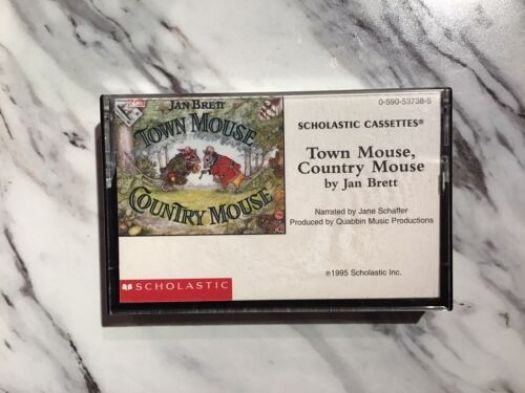 JAN BRETT
TOWN MOUSE
COUNTRY MOUSE
SCHOLASTIC
0-590-53738-5
SCHOLASTIC CASSETTES®
Town Mouse,
Country Mouse
by Jan Brett
Narrated by Jane Schaffer
Produced by Quabbin Music Productions
℗1995 Scholastic Inc.